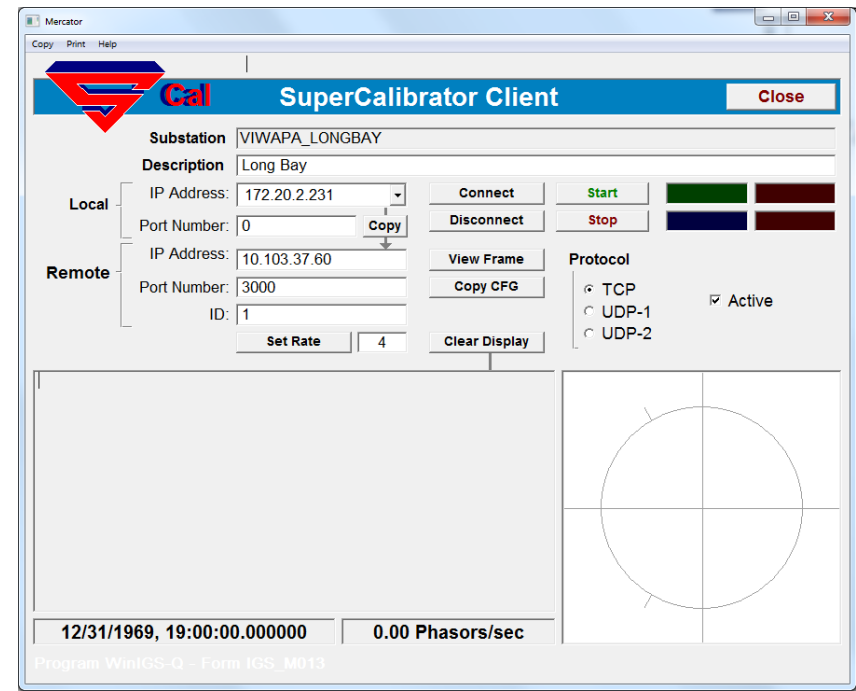 Mercator
Copy Print Help
Cal SuperCalibrator Client Close
Substation VIWAPA_LONGBAY
Description Long Bay
Local IP Address: 172.20.2.231 Connect Start
Port Number: 0 Copy Disconnect Stop
Remote IP Address: 10.103.37.60 View Frame Protocol
Port Number: 3000 Copy CFG TCP
ID: 1 UDP-1 Active
Set Rate 4 Clear Display UDP-2
12/31/1969, 19:00:00.000000 0.00 Phasors/sec
Program WinIGS-Q - Form IGS_M013